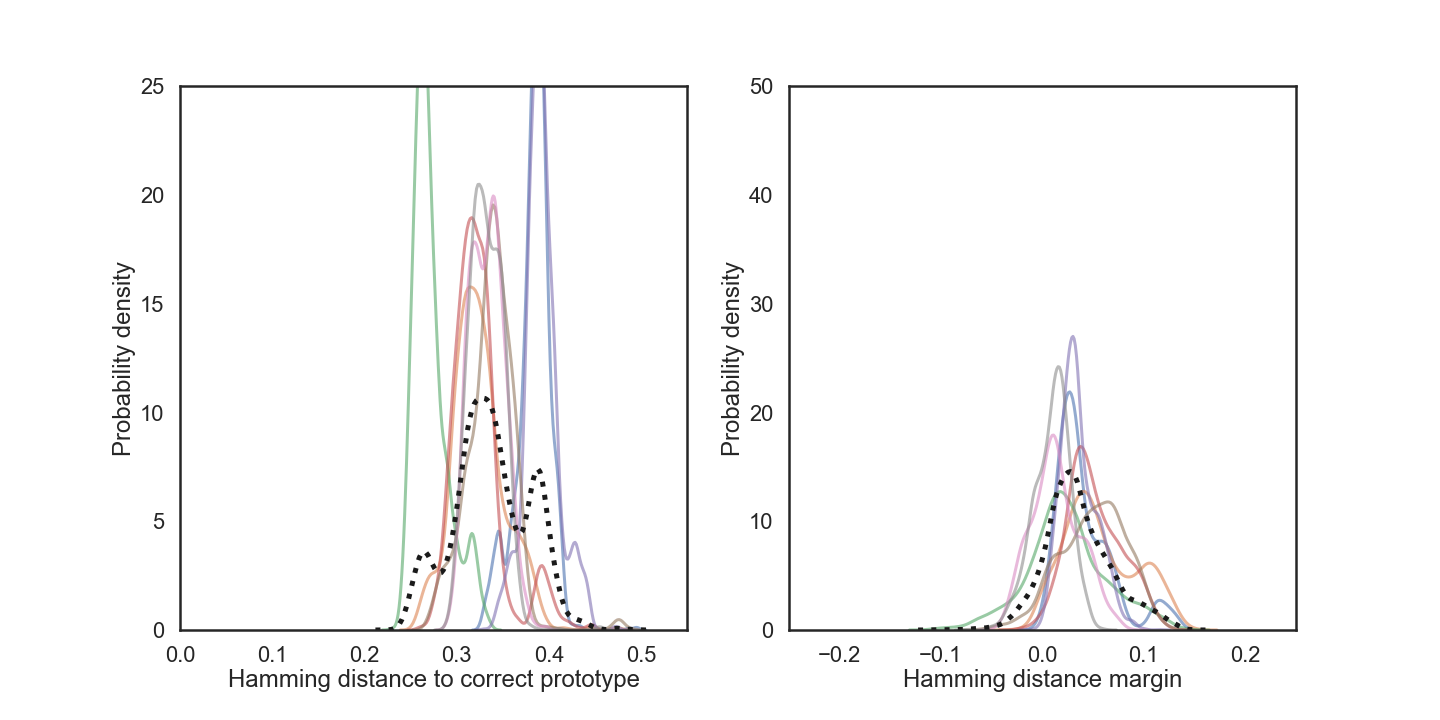 25
20
15
10
5
0
0.0 0.1 0.2 0.3 0.4 0.5
Probability density
Hamming distance to correct prototype
50
40
30
20
10
0
−0.2 −0.1 0.0 0.1 0.2
Probability density
Hamming distance margin